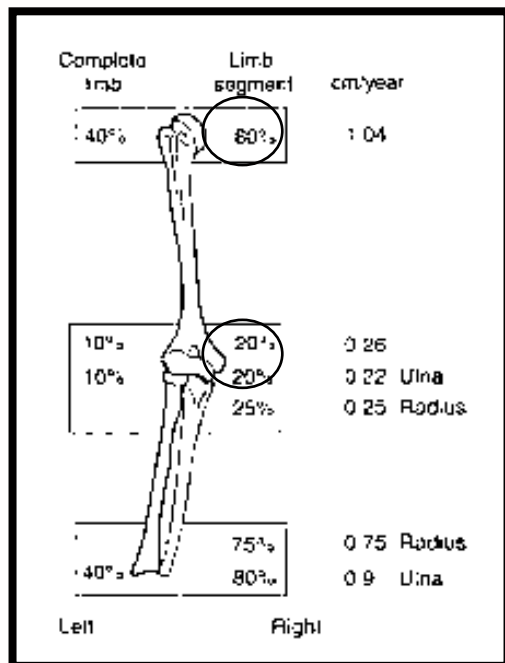 Complete Limb
limb segment cm/year
40% 80% 1.04
10% 20% 0.26
10% 20% 0.22 Ulna
25% 0.25 Radius
75% 0.75 Radius
40% 80% 0.9 Ulna
Left Right